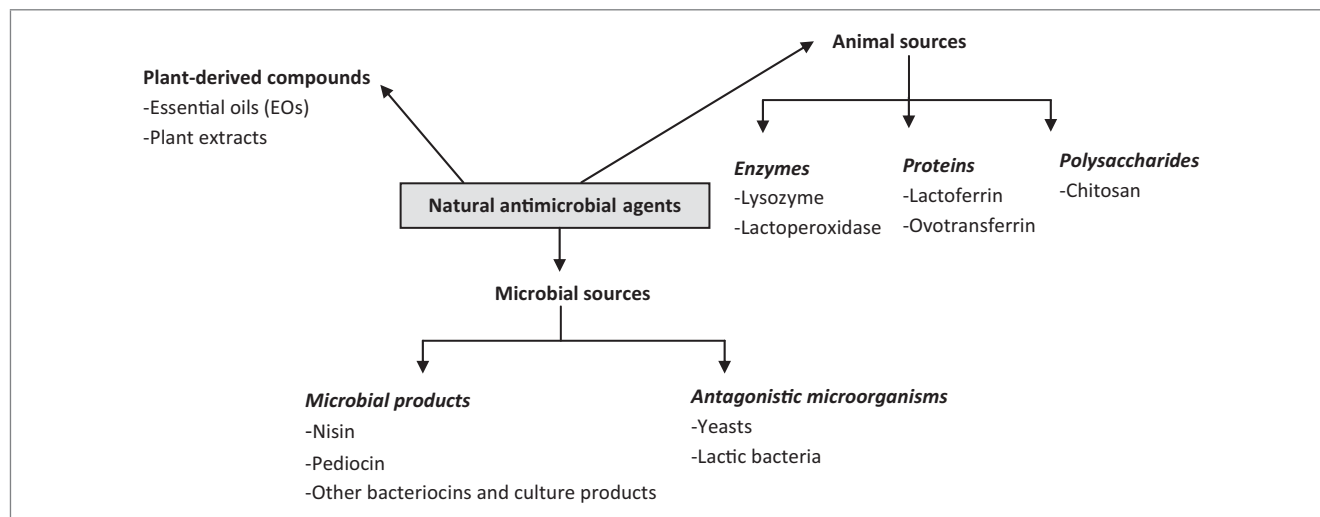 Animal sources
Plant-derived compounds
-Essential oils (EOs)
-Plant extracts
Enzymes
-Lysozyme
-Lactoperoxidase
Proteins
-Lactoferrin
-Ovotransferrin
Polysaccharides
-Chitosan
Natural antimicrobial agents
Microbial sources
Microbial products
-Nisin
-Pediocin
-Other bacteriocins and culture products
Antagonistic microorganisms
-Yeasts
-Lactic bacteria